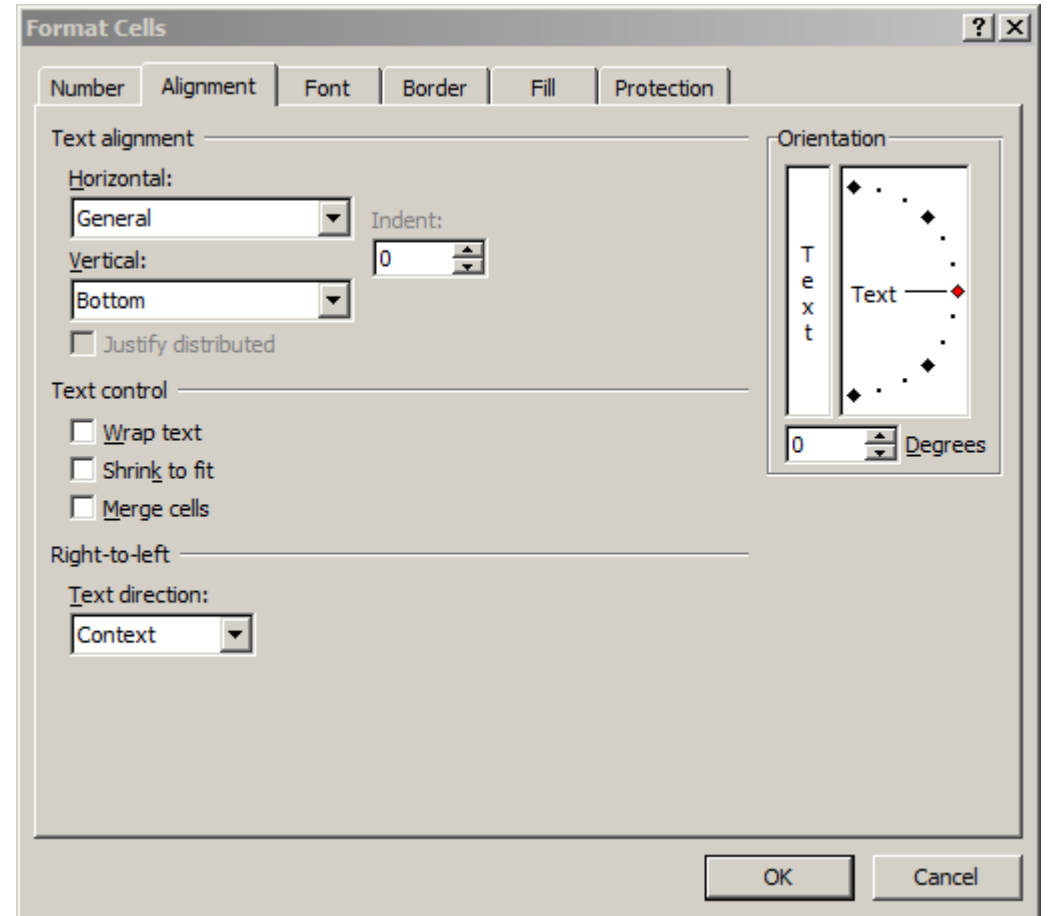 Format Cells
Number Alignment Font Border Fill Protection
Text alignment
Horizontal:
General
Indent:
0
Vertical:
Bottom
Justify distributed
Text control
Wrap text
Shrink to fit
Merge cells
Right-to-left
Text direction:
Context
Orientation
Text
Text
0 Degrees
OK Cancel